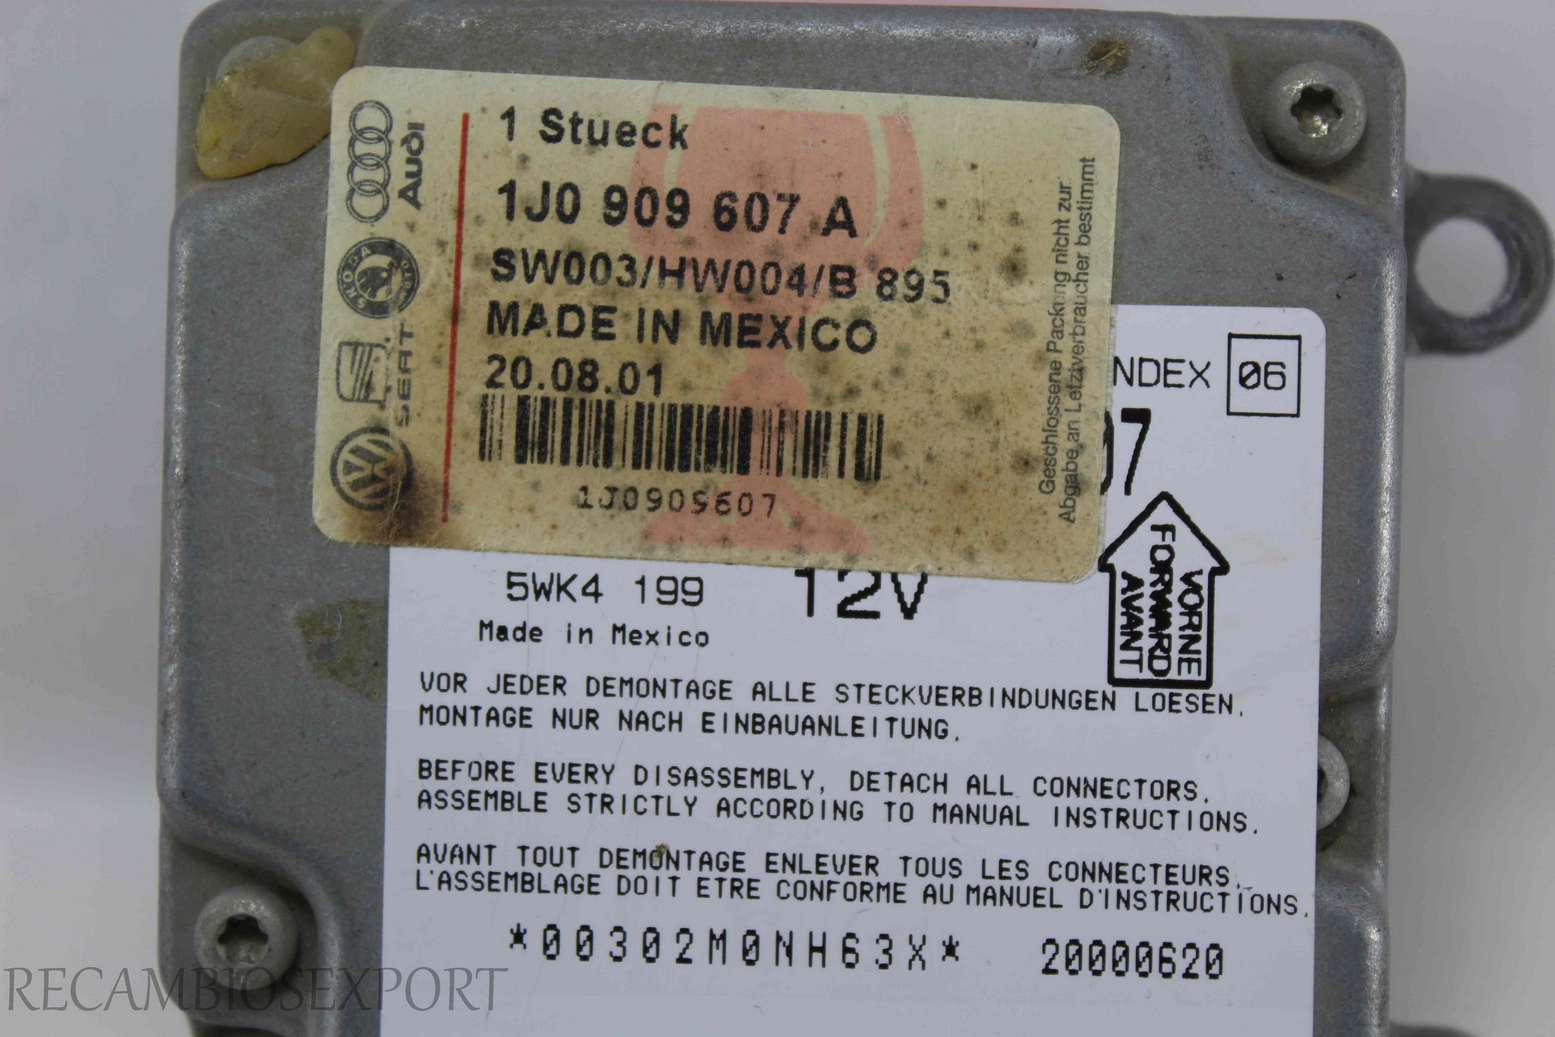 Audi
SEAT
1 Stueck
1J0 909 607 A
SW003/HW004/B 895
MADE IN MEXICO
20.08.01
1J0909607
Geschlossene Packung nicht zur
Abgabe an Letztverbraucher bestimmt
NDEX 06
07
VORNE
FORWARD
AVANT
5WK4 199
12V
Made in Mexico
VOR JEDER DEMONTAGE ALLE STECKVERBINDUNGEN LOESEN.
MONTAGE NUR NACH EINBAUANLEITUNG.
BEFORE EVERY DISASSEMBLY, DETACH ALL CONNECTORS.
ASSEMBLE STRICTLY ACCORDING TO MANUAL INSTRUCTIONS.
AVANT TOUT DEMONTAGE ENLEVER TOUS LES CONNECTEURS.
L'ASSEMBLAGE DOIT ETRE CONFORME AU MANUEL D'INSTRUCTIONS.
*00302M0NH63X* 20000620
RECAMBIOSEXPORT